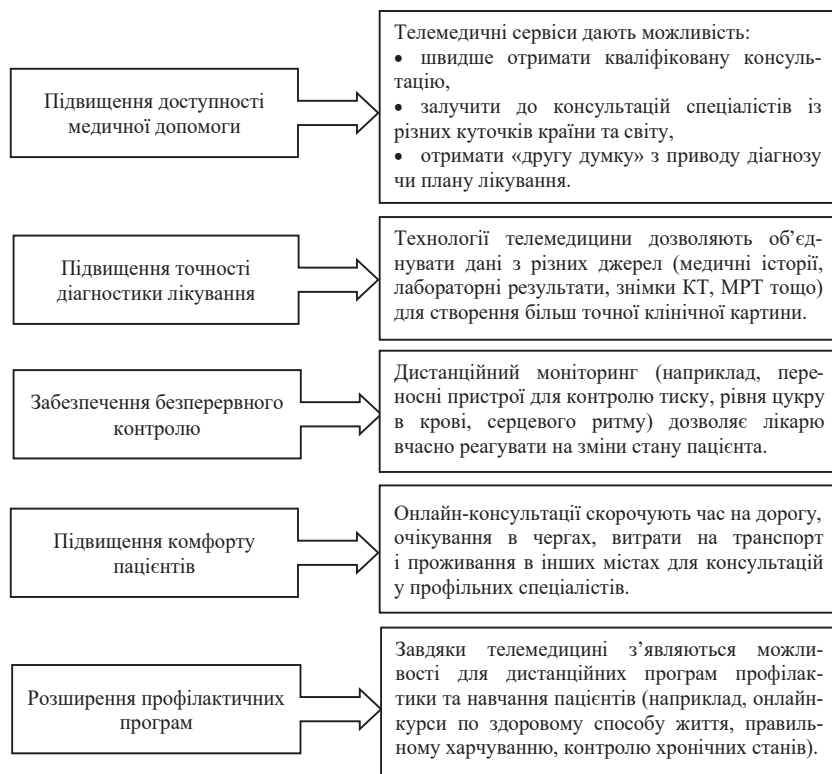 Підвищення доступності
медичної допомоги
Телемедичні сервіси дають можливість:
• швидше отримати кваліфіковану консуль-
тацію,
• залучити до консультацій спеціалістів із
різних куточків країни та світу,
• отримати «другу думку» з приводу діагнозу
чи плану лікування.
Підвищення точності
діагностики лікування
Технології телемедицини дозволяють об’єд-
нувати дані з різних джерел (медичні історії,
лабораторні результати, знімки КТ, МРТ тощо)
для створення більш точної клінічної картини.
Забезпечення безперервного
контролю
Дистанційний моніторинг (наприклад, пере-
носні пристрої для контролю тиску, рівня цукру
в крові, серцевого ритму) дозволяє лікарю
вчасно реагувати на зміни стану пацієнта.
Підвищення комфорту
пацієнтів
Онлайн-консультації скорочують час на дорогу,
очікування в чергах, витрати на транспорт
і проживання в інших містах для консультацій
у профільних спеціалістів.
Розширення профілактичних
програм
Завдяки телемедицині з’являються можли-
вості для дистанційних програм профілак-
тики та навчання пацієнтів (наприклад, онлайн-
курси по здоровому способу життя, правиль-
ному харчуванню, контролю хронічних станів).